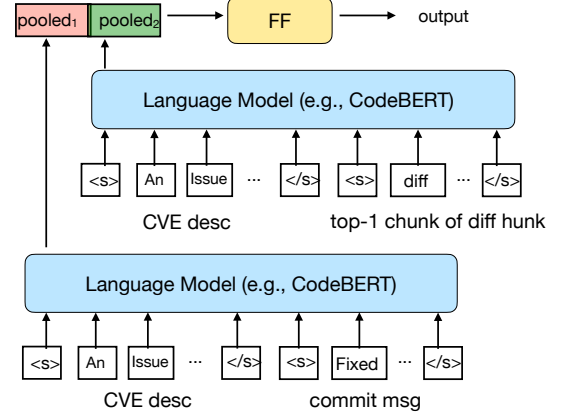 pooled₁ pooled₂ FF output
Language Model (e.g., CodeBERT)
<s> An Issue ... </s> <s> diff ... </s>
CVE desc top-1 chunk of diff hunk
Language Model (e.g., CodeBERT)
<s> An Issue ... </s> <s> Fixed ... </s>
CVE desc commit msg